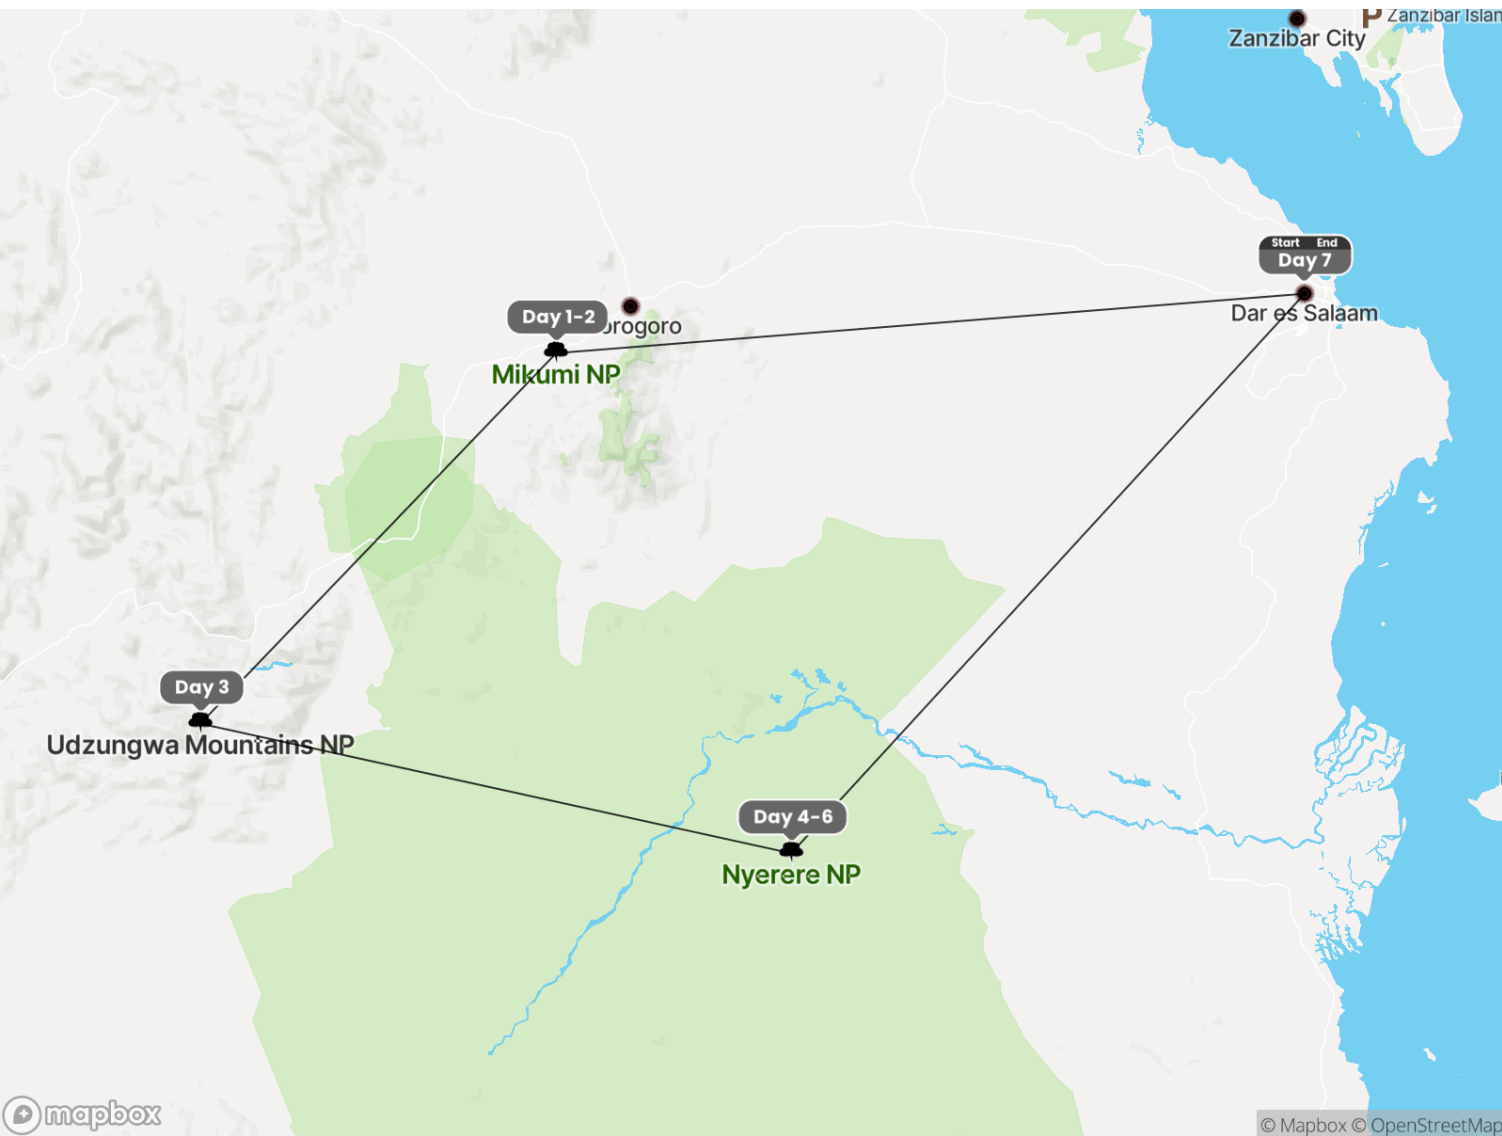 Zanzibar Islan
Zanzibar City
Start End
Day 7
Dar es Salaam
Day 1-2
orogoro
Mikumi NP
Day 3
Udzungwa Mountains NP
Day 4-6
Nyerere NP
mapbox
© Mapbox © OpenStreetMap